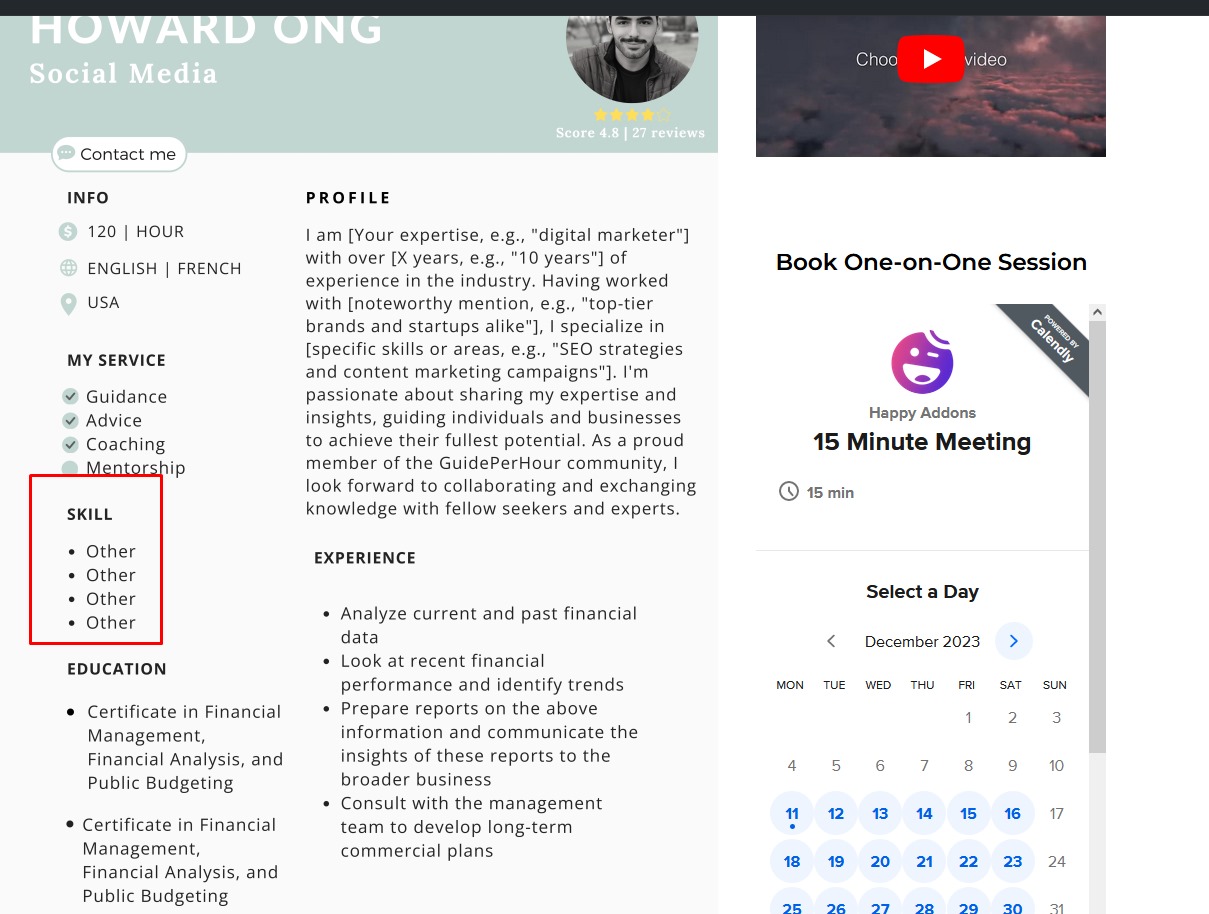 HOWARD ONG
Social Media
Score 4.8 | 27 reviews
Contact me
INFO
120 | HOUR
ENGLISH | FRENCH
USA
MY SERVICE
Guidance
Advice
Coaching
Mentorship
SKILL
Other
Other
Other
Other
EDUCATION
Certificate in Financial
Management,
Financial Analysis, and
Public Budgeting
Certificate in Financial
Management,
Financial Analysis, and
Public Budgeting
PROFILE
I am [Your expertise, e.g., "digital marketer"]
with over [X years, e.g., "10 years"] of
experience in the industry. Having worked
with [noteworthy mention, e.g., "top-tier
brands and startups alike"], I specialize in
[specific skills or areas, e.g., "SEO strategies
and content marketing campaigns"]. I'm
passionate about sharing my expertise and
insights, guiding individuals and businesses
to achieve their fullest potential. As a proud
member of the GuidePerHour community, I
look forward to collaborating and exchanging
knowledge with fellow seekers and experts.
EXPERIENCE
Analyze current and past financial
data
Look at recent financial
performance and identify trends
Prepare reports on the above
information and communicate the
insights of these reports to the
broader business
Consult with the management
team to develop long-term
commercial plans
Choo video
Book One-on-One Session
POWERED BY
Calendly
Happy Addons
15 Minute Meeting
15 min
Select a Day
December 2023
MON TUE WED THU FRI SAT SUN
1 2 3
4 5 6 7 8 9 10
11 12 13 14 15 16 17
18 19 20 21 22 23 24
25 26 27 28 29 30 31